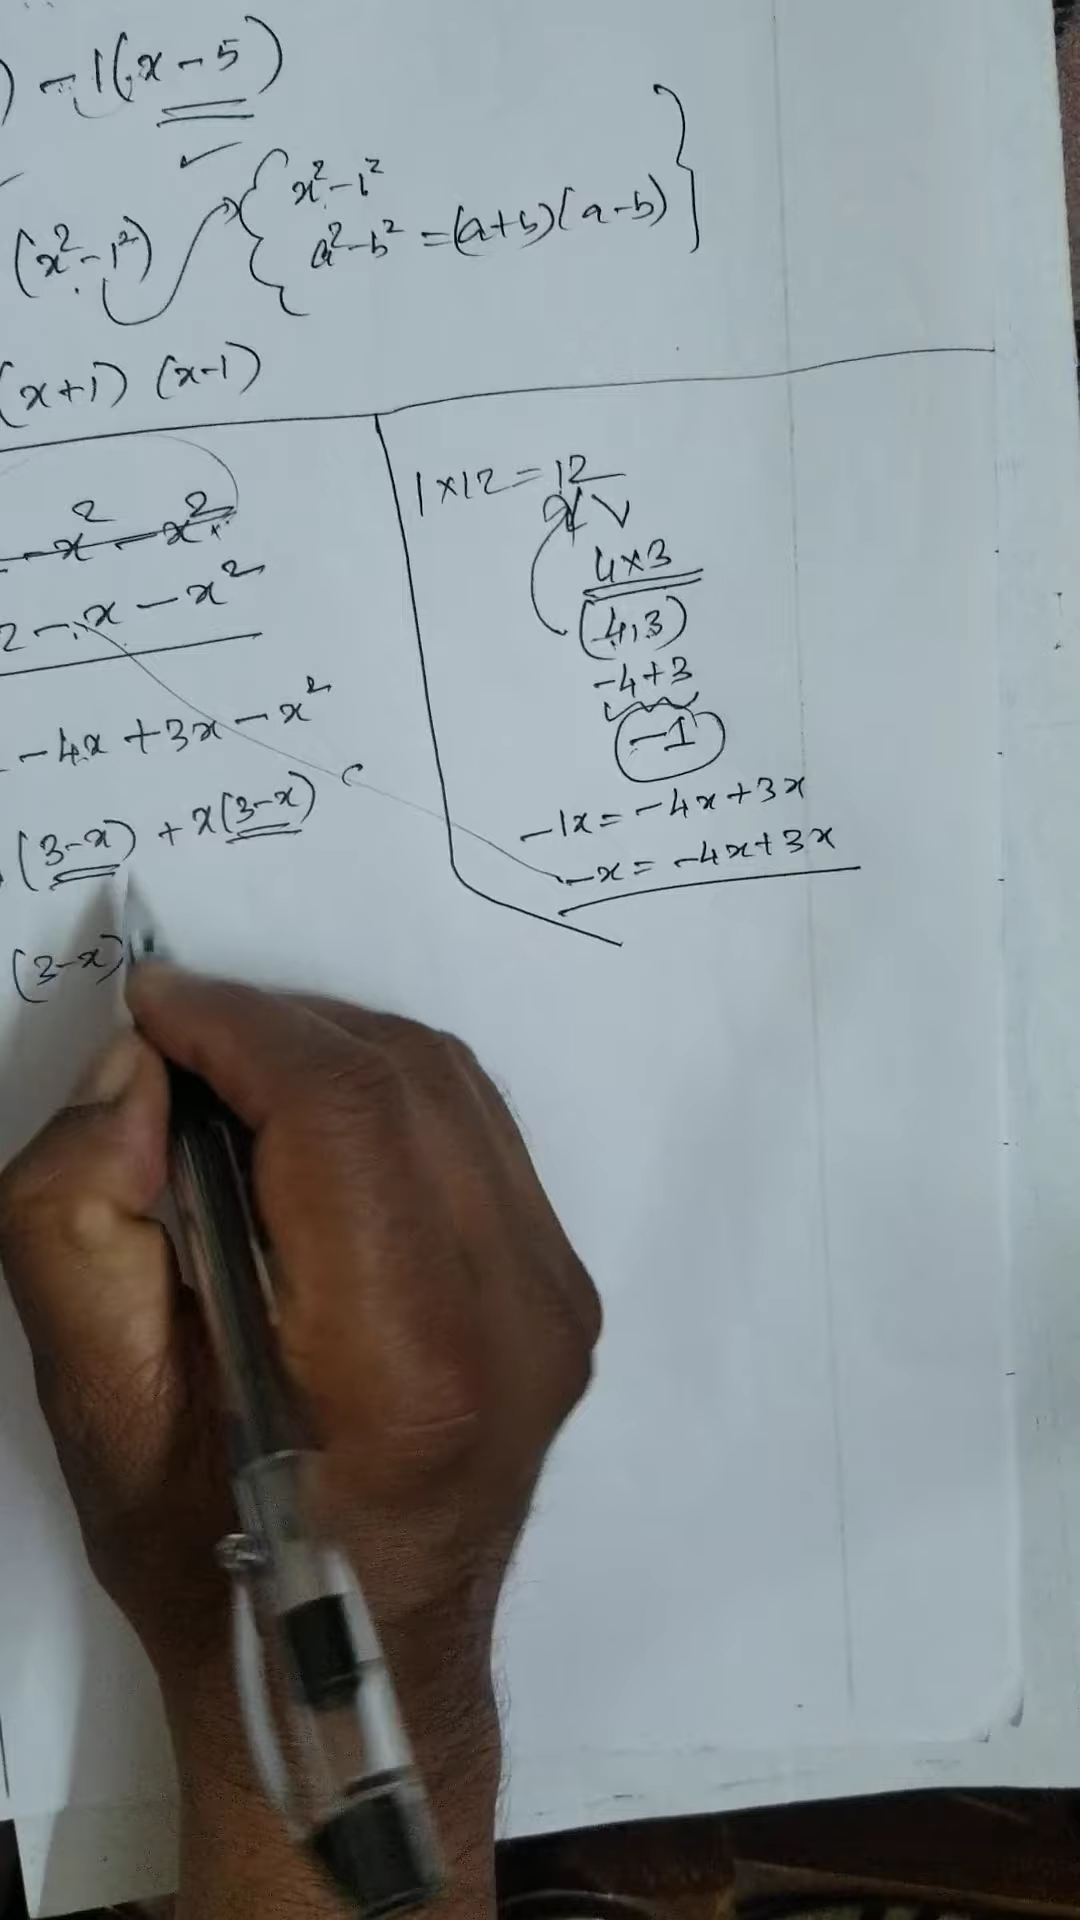 ) - 1(x - 5)
x² - 1²
(x² - 1²)
a² - b² = (a+b)(a-b)
(x+1) (x-1)
- x² - x²
2 - x - x²
- 4x + 3x - x²
(3-x) + x(3-x)
(3-x)
1×12 = 12
4×3
(4,3)
-4+3
-1
-1x = -4x+3x
-x = -4x+3x